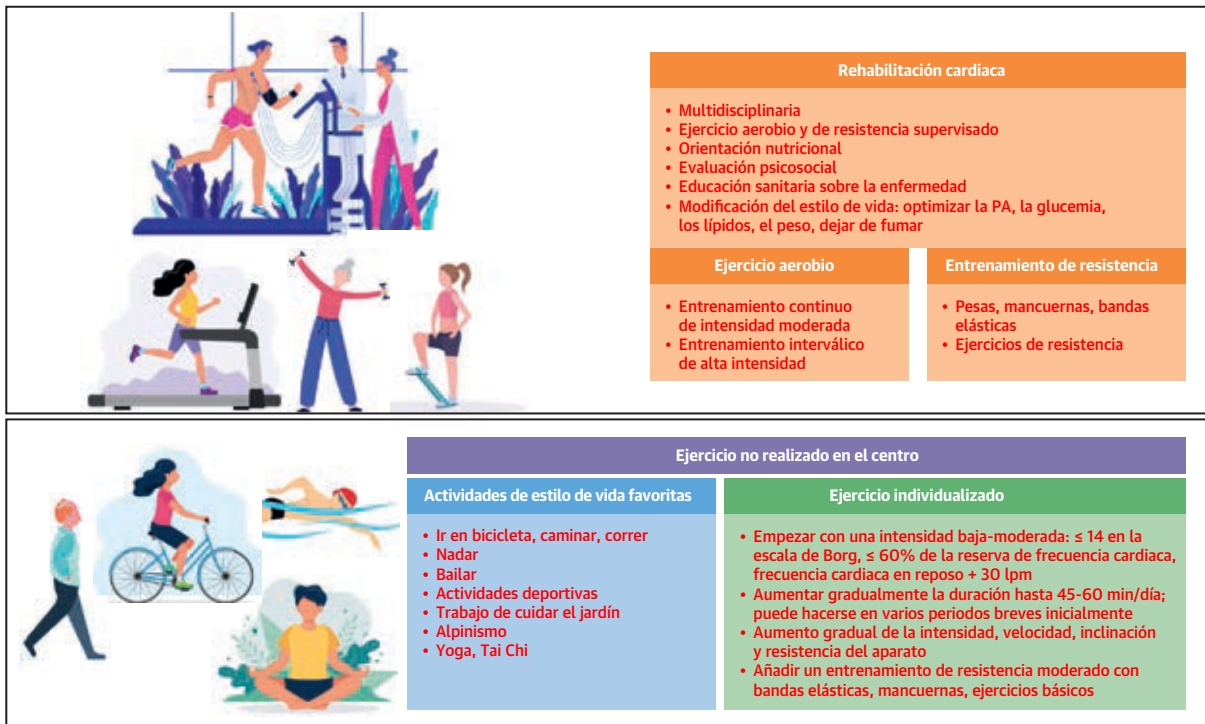 Rehabilitación cardiaca
• Multidisciplinaria
• Ejercicio aerobio y de resistencia supervisado
• Orientación nutricional
• Evaluación psicosocial
• Educación sanitaria sobre la enfermedad
• Modificación del estilo de vida: optimizar la PA, la glucemia,
los lípidos, el peso, dejar de fumar
Ejercicio aerobio
• Entrenamiento continuo
de intensidad moderada
• Entrenamiento interválico
de alta intensidad
Entrenamiento de resistencia
• Pesas, mancuernas, bandas
elásticas
• Ejercicios de resistencia
Ejercicio no realizado en el centro
Actividades de estilo de vida favoritas
• Ir en bicicleta, caminar, correr
• Nadar
• Bailar
• Actividades deportivas
• Trabajo de cuidar el jardín
• Alpinismo
• Yoga, Tai Chi
Ejercicio individualizado
• Empezar con una intensidad baja-moderada: ≤ 14 en la
escala de Borg, ≤ 60% de la reserva de frecuencia cardiaca,
frecuencia cardiaca en reposo + 30 lpm
• Aumentar gradualmente la duración hasta 45-60 min/día;
puede hacerse en varios periodos breves inicialmente
• Aumento gradual de la intensidad, velocidad, inclinación
y resistencia del aparato
• Añadir un entrenamiento de resistencia moderado con
bandas elásticas, mancuernas, ejercicios básicos